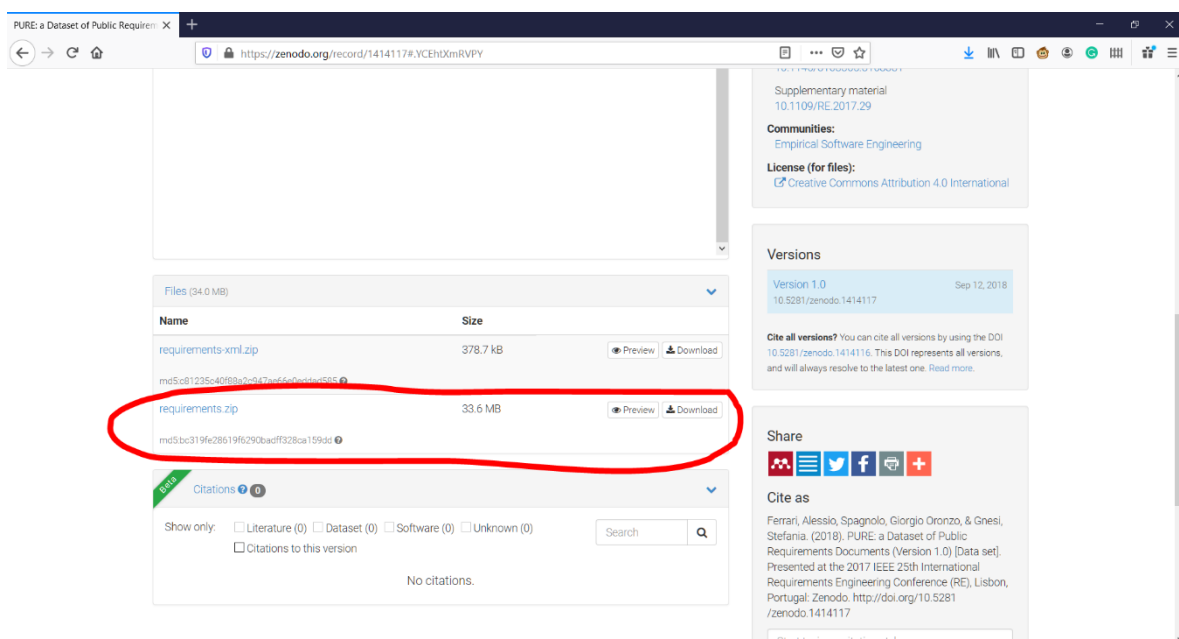 PURE: a Dataset of Public Requirem
https://zenodo.org/record/1414117#.YCEhtXmRVPY
Supplementary material
10.1109/RE.2017.29
Communities:
Empirical Software Engineering
License (for files):
Creative Commons Attribution 4.0 International
Versions
Version 1.0 Sep 12, 2018
10.5281/zenodo.1414117
Cite all versions? You can cite all versions by using the DOI
10.5281/zenodo.1414116. This DOI represents all versions,
and will always resolve to the latest one. Read more.
Files (34.0 MB)
Name Size
requirements-xml.zip 378.7 kB Preview Download
requirements.zip 33.6 MB Preview Download
md5:bc319fe28619f6290badff328ca159dd
Beta
Citations 0
Show only: Literature (0) Dataset (0) Software (0) Unknown (0)
Citations to this version
Search
No citations.
Share
Cite as
Ferrari, Alessio, Spagnolo, Giorgio Oronzo, & Gnesi,
Stefania. (2018). PURE: a Dataset of Public
Requirements Documents (Version 1.0) [Data set].
Presented at the 2017 IEEE 25th International
Requirements Engineering Conference (RE), Lisbon,
Portugal: Zenodo. http://doi.org/10.5281
/zenodo.1414117